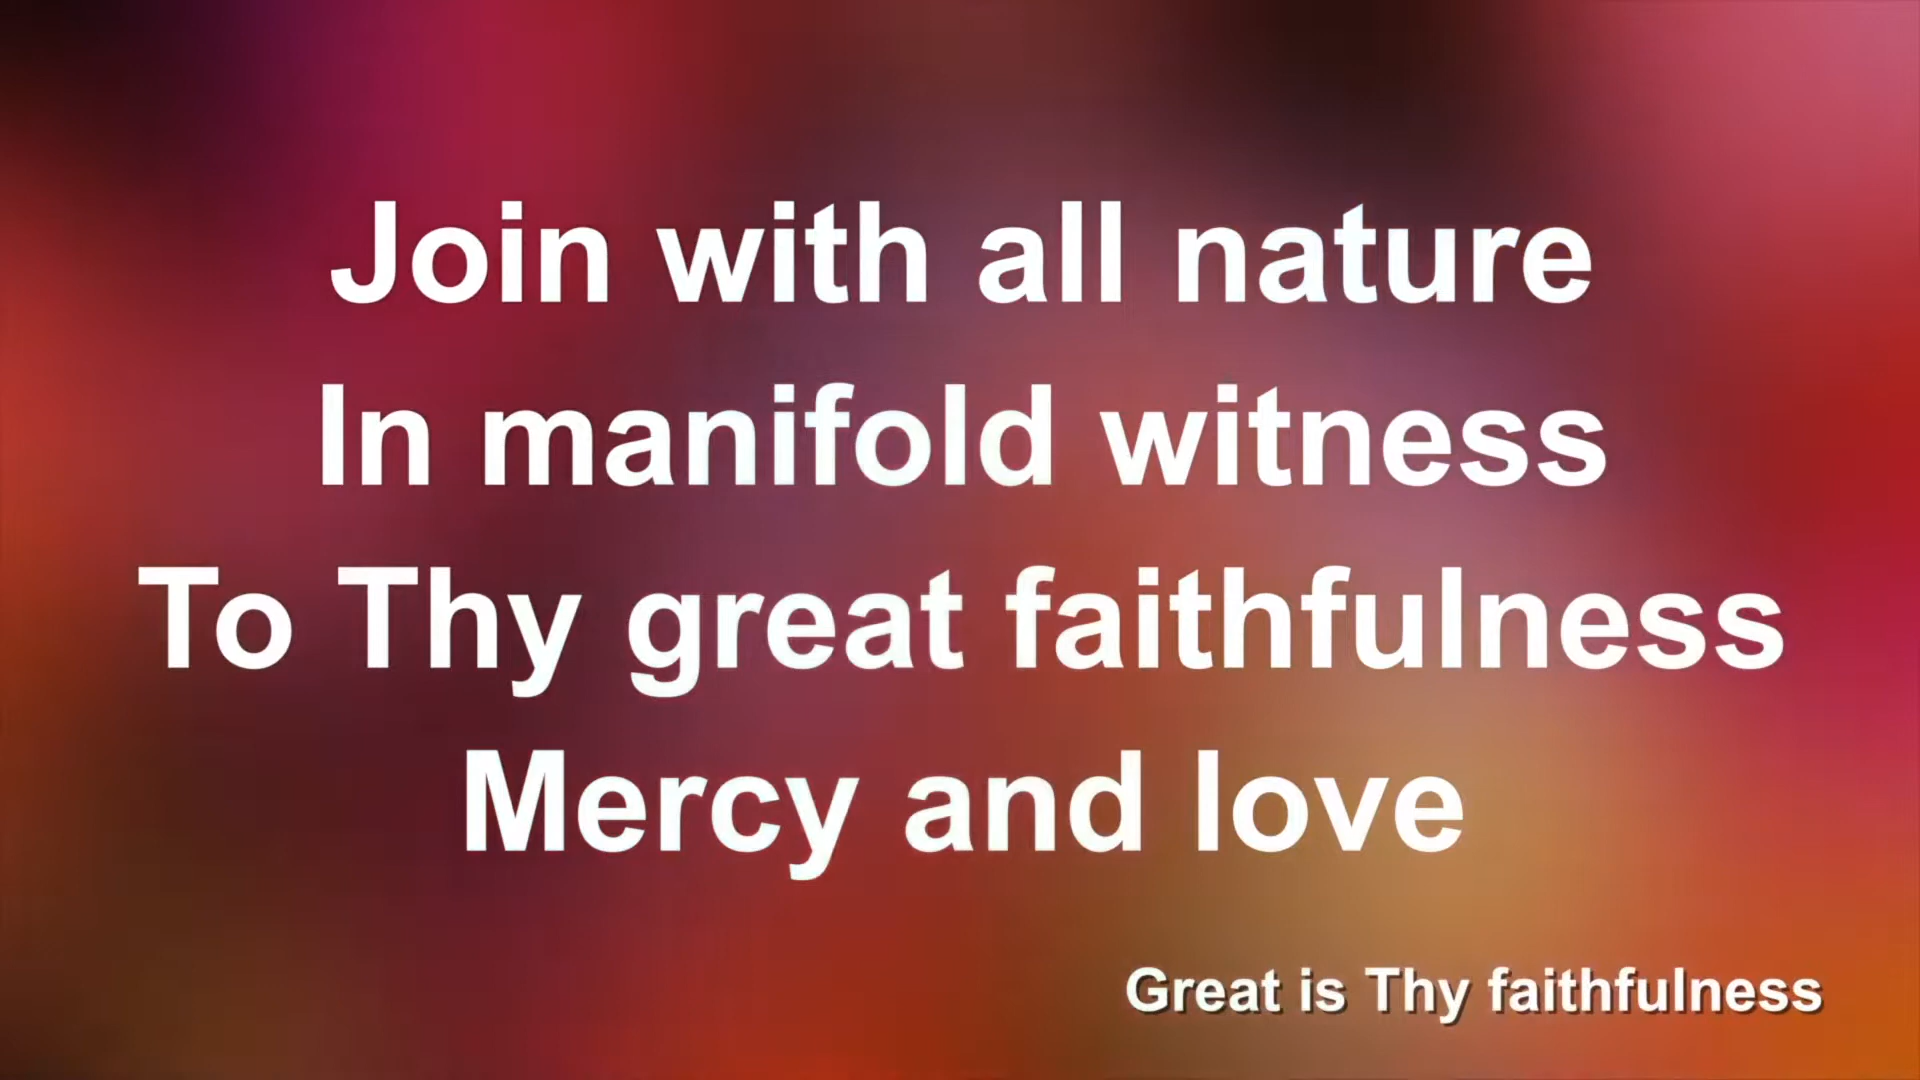 Join with all nature
In manifold witness
To Thy great faithfulness
Mercy and love
Great is Thy faithfulness